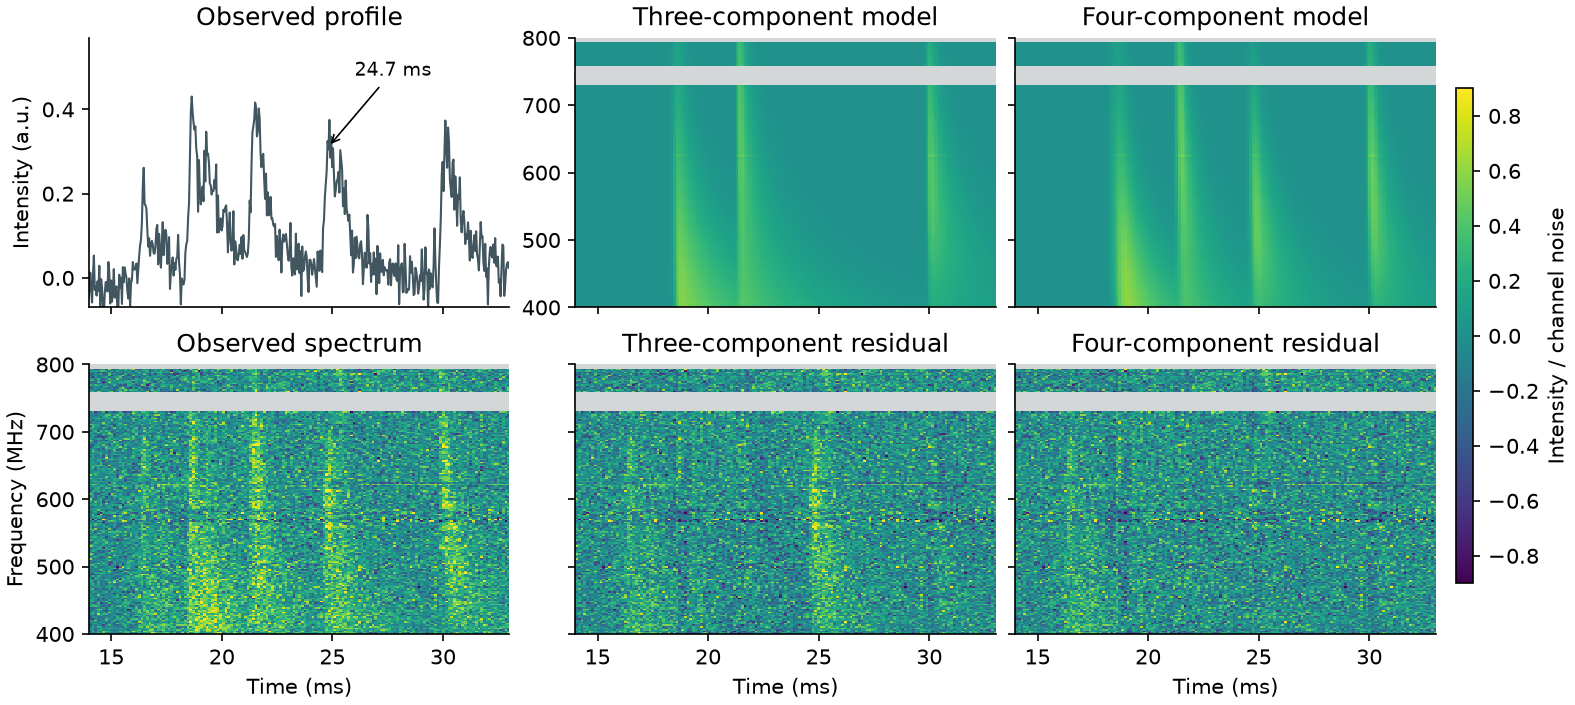 Observed profile
Three-component model
Four-component model
24.7 ms
Intensity (a.u.)
0.4
0.2
0.0
800
700
600
500
400
Observed spectrum
Three-component residual
Four-component residual
Frequency (MHz)
800
700
600
500
400
15 20 25 30
15 20 25 30
15 20 25 30
Time (ms)
Time (ms)
Time (ms)
0.8
0.6
0.4
0.2
0.0
−0.2
−0.4
−0.6
−0.8
Intensity / channel noise